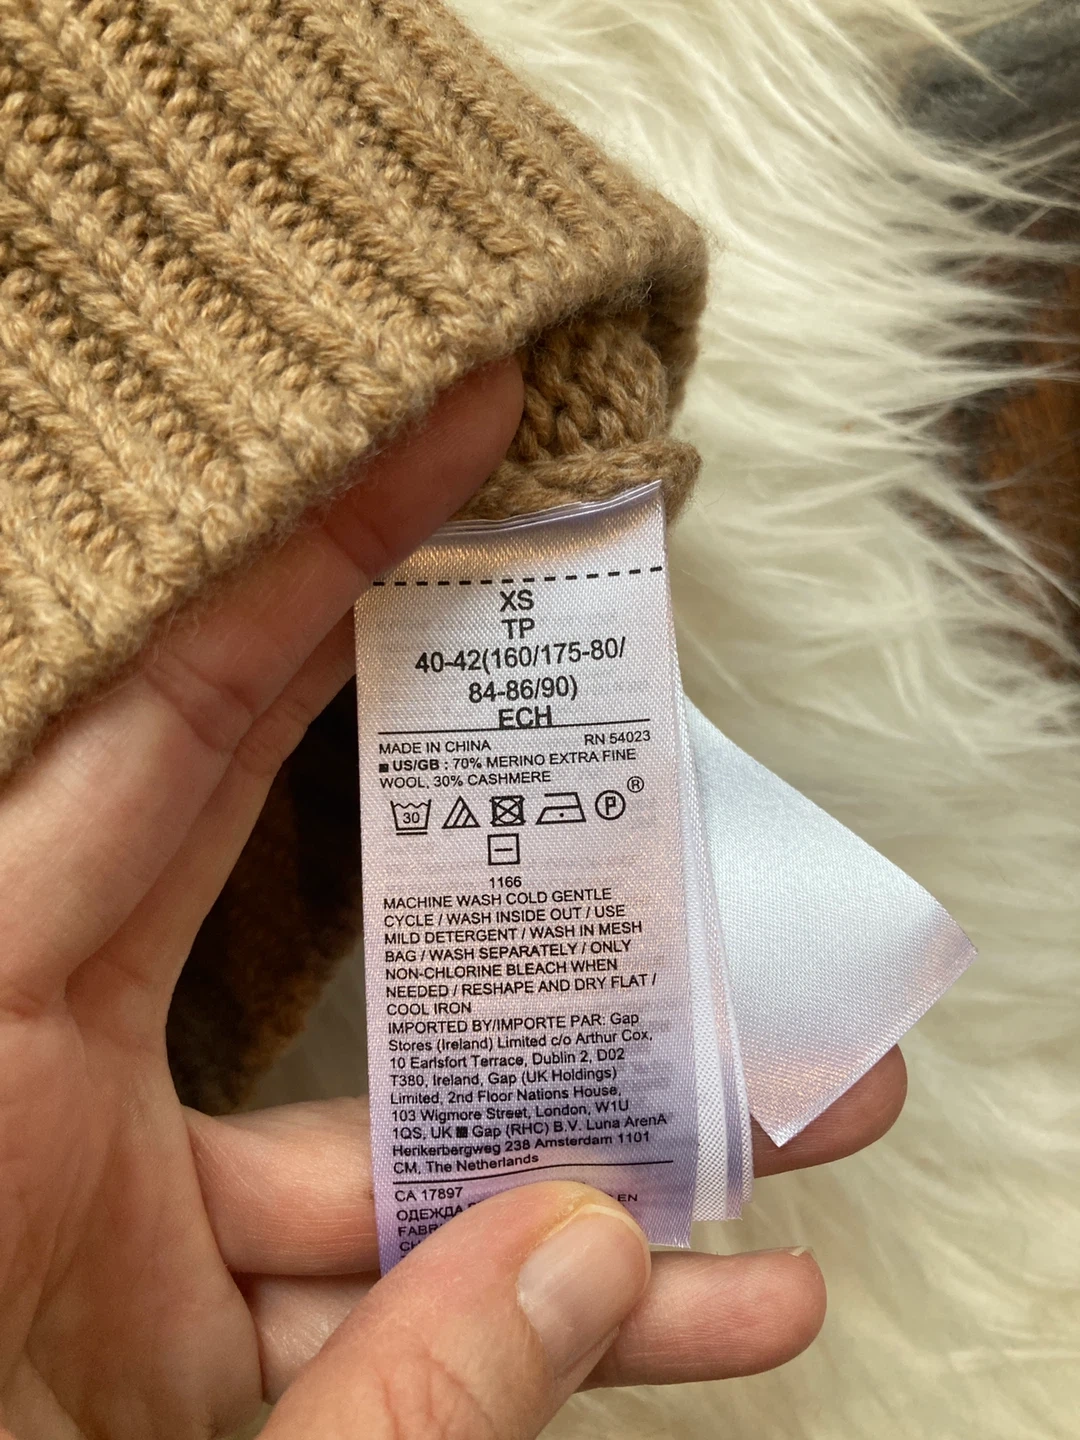 XS
TP
40-42(160/175-80/
84-86/90)
ECH
MADE IN CHINA RN 54023
■ US/GB : 70% MERINO EXTRA FINE
WOOL, 30% CASHMERE
30 P ®
1166
MACHINE WASH COLD GENTLE
CYCLE / WASH INSIDE OUT / USE
MILD DETERGENT / WASH IN MESH
BAG / WASH SEPARATELY / ONLY
NON-CHLORINE BLEACH WHEN
NEEDED / RESHAPE AND DRY FLAT /
COOL IRON
IMPORTED BY/IMPORTE PAR: Gap
Stores (Ireland) Limited c/o Arthur Cox,
10 Earlsfort Terrace, Dublin 2, D02
T380, Ireland, Gap (UK Holdings)
Limited, 2nd Floor Nations House,
103 Wigmore Street, London, W1U
1QS, UK ■ Gap (RHC) B.V. Luna ArenA
Herikerbergweg 238 Amsterdam 1101
CM, The Netherlands
CA 17897
ОДЕЖДА EN